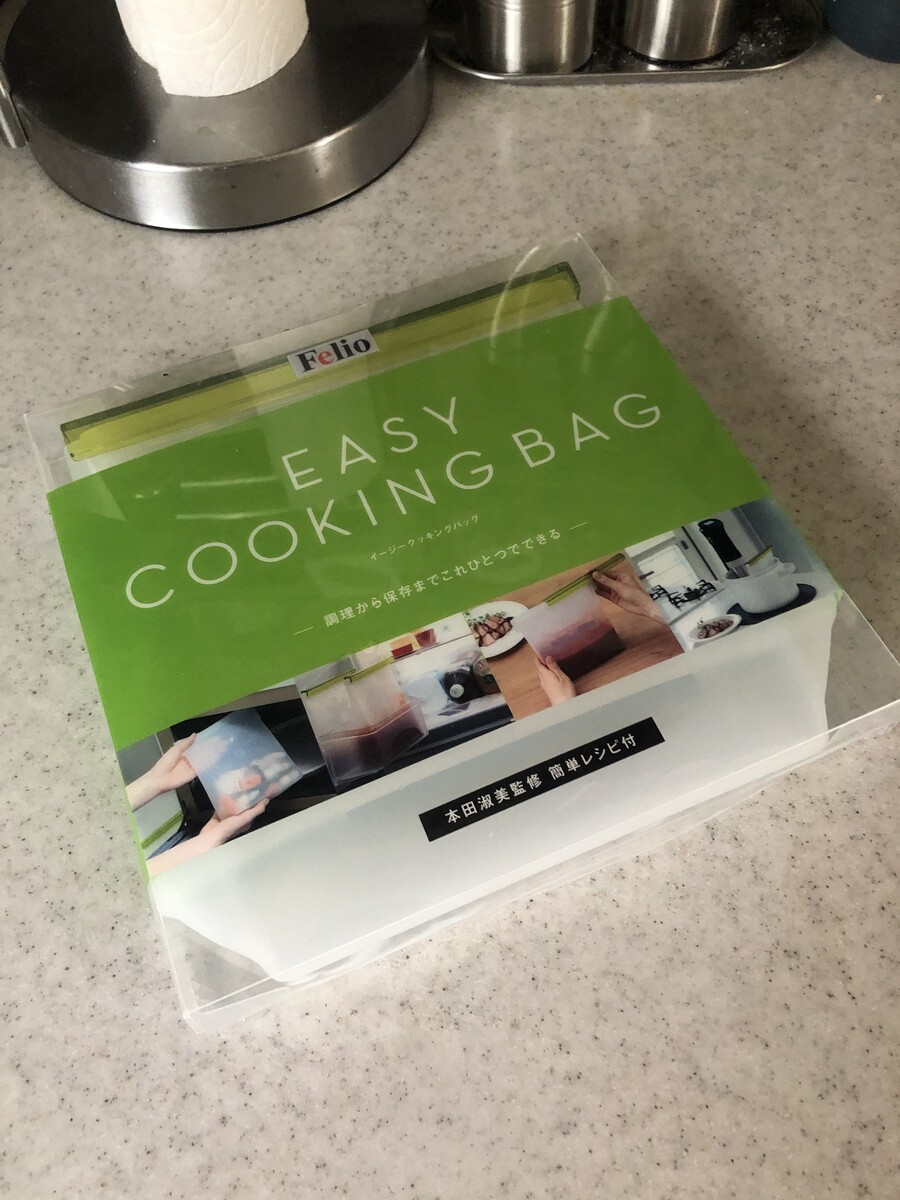 Felio
EASY
COOKING BAG
イージークッキングバッグ
調理から保存までこれひとつでできる
本田淑美監修 簡単レシピ付